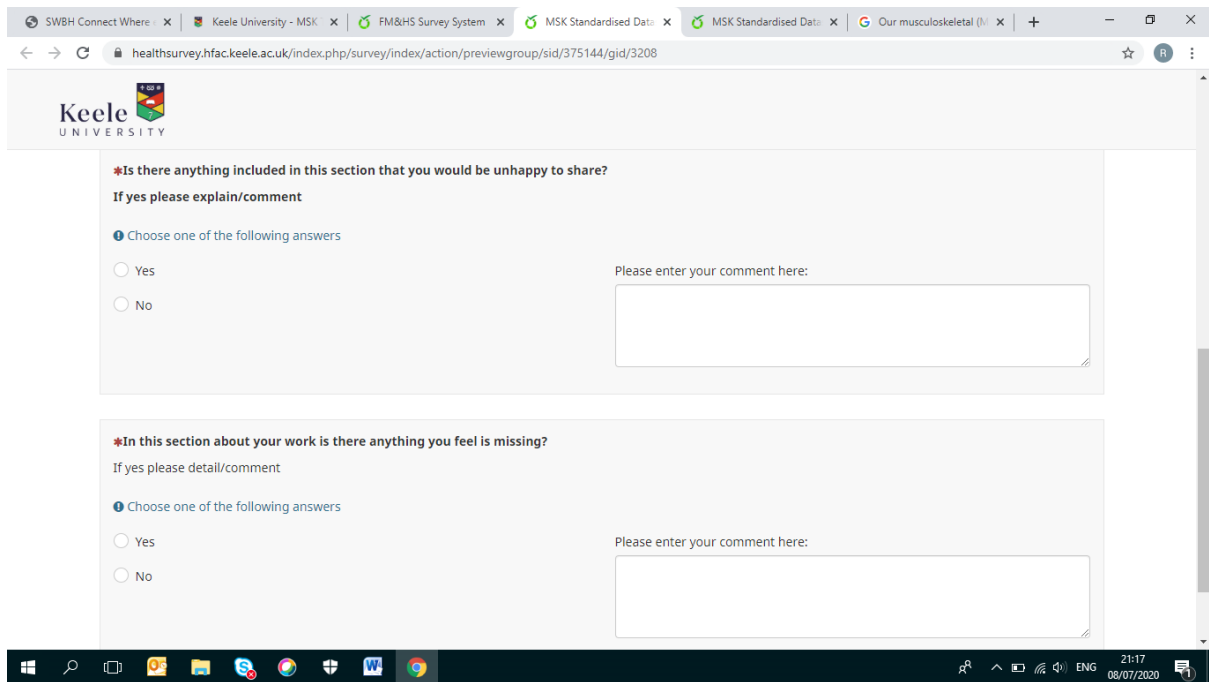 SWBH Connect Where
Keele University - MSK
FM&HS Survey System
MSK Standardised Data
MSK Standardised Data
G Our musculoskeletal (M
healthsurvey.hfac.keele.ac.uk/index.php/survey/index/action/previewgroup/sid/375144/gid/3208
R
Keele
UNIVERSITY
*Is there anything included in this section that you would be unhappy to share?
If yes please explain/comment
Choose one of the following answers
Yes
Please enter your comment here:
No
*In this section about your work is there anything you feel is missing?
If yes please detail/comment
Choose one of the following answers
Yes
Please enter your comment here:
No
ENG
21:17
08/07/2020
1